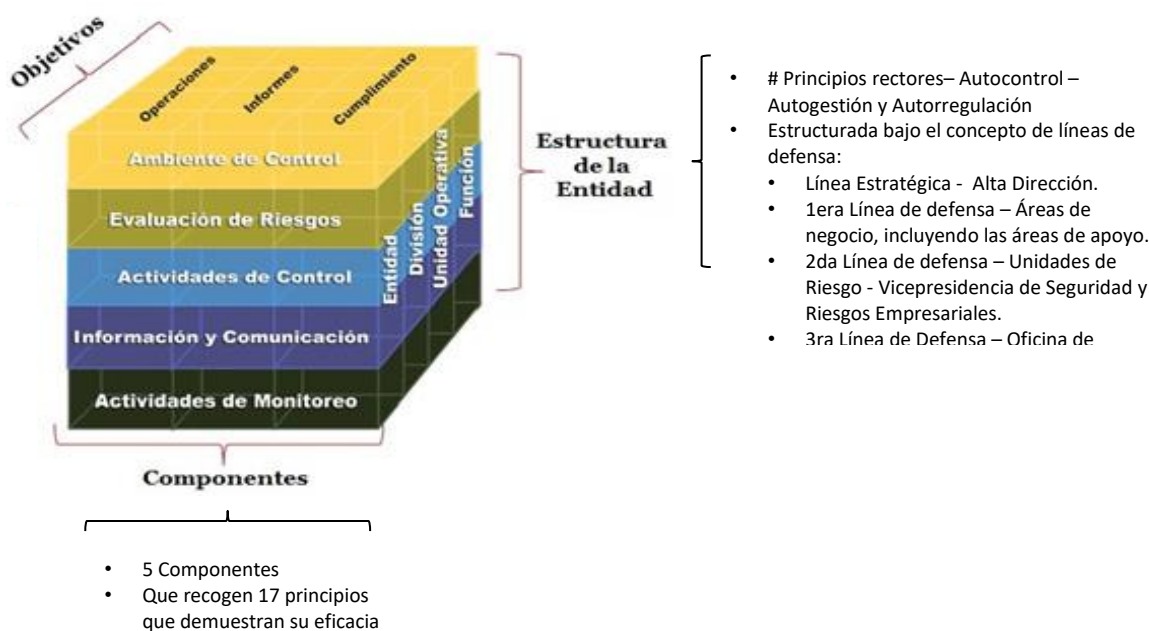 Objetivos
Operaciones
Informes
Cumplimiento
Ambiente de Control
Evaluación de Riesgos
Actividades de Control
Información y Comunicación
Actividades de Monitoreo
Entidad
División
Unidad Operativa
Función
Estructura
de la
Entidad
• # Principios rectores– Autocontrol –
Autogestión y Autorregulación
• Estructurada bajo el concepto de líneas de
defensa:
• Línea Estratégica - Alta Dirección.
• 1era Línea de defensa – Áreas de
negocio, incluyendo las áreas de apoyo.
• 2da Línea de defensa – Unidades de
Riesgo - Vicepresidencia de Seguridad y
Riesgos Empresariales.
• 3ra Línea de Defensa – Oficina de
Componentes
• 5 Componentes
• Que recogen 17 principios
que demuestran su eficacia